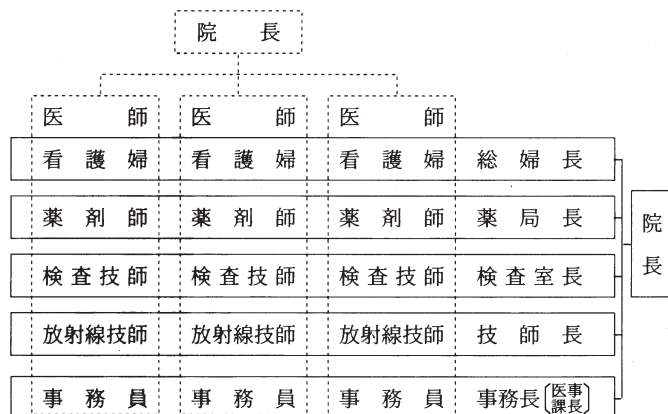 院長
医師 医師 医師
看護婦 看護婦 看護婦 総婦長
薬剤師 薬剤師 薬剤師 薬局長
院長
検査技師 検査技師 検査技師 検査室長
放射線技師 放射線技師 放射線技師 技師長
事務員 事務員 事務員 事務長〔医事課長〕